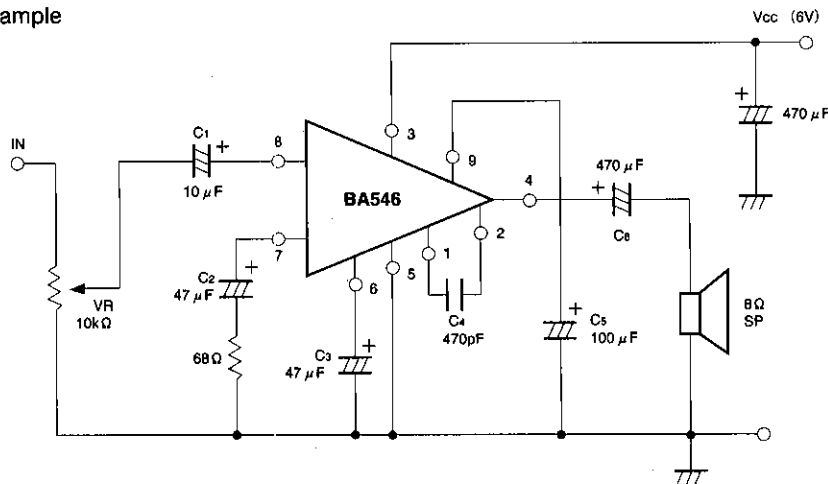 ample
Vcc (6V)
IN
C1
10 μF
8
3
9
470 μF
BA546
4
470 μF
C6
7
C2
47 μF
68Ω
VR
10kΩ
6
C3
47 μF
5
1
2
C4
470pF
C5
100 μF
8Ω
SP